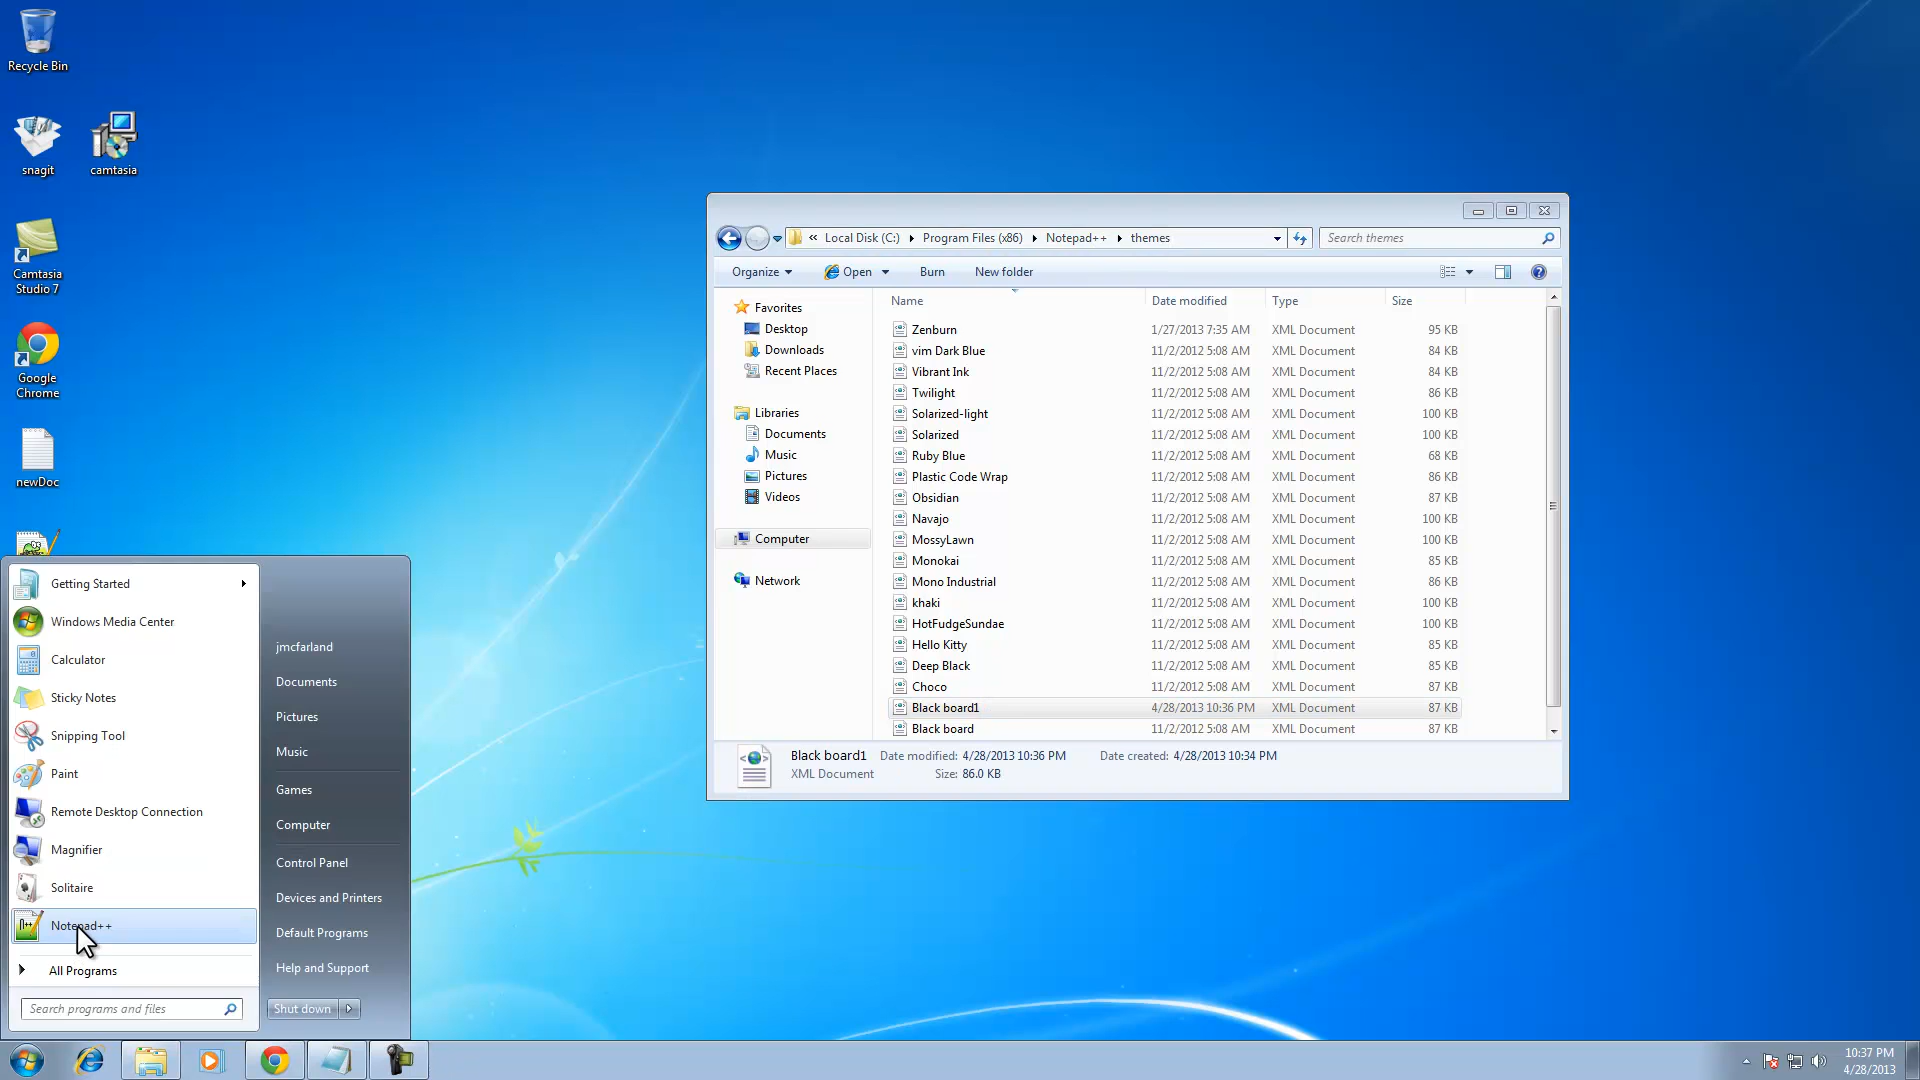 Recycle Bin
snagit
camtasia
Camtasia
Studio 7
Google
Chrome
newDoc
Local Disk (C:)
Program Files (x86)
Notepad++
themes
Search themes
Organize
Open
Burn
New folder
Favorites
Desktop
Downloads
Recent Places
Libraries
Documents
Music
Pictures
Videos
Computer
Network
Name Date modified Type Size
Zenburn 1/27/2013 7:35 AM XML Document 95 KB
vim Dark Blue 11/2/2012 5:08 AM XML Document 84 KB
Vibrant Ink 11/2/2012 5:08 AM XML Document 84 KB
Twilight 11/2/2012 5:08 AM XML Document 86 KB
Solarized-light 11/2/2012 5:08 AM XML Document 100 KB
Solarized 11/2/2012 5:08 AM XML Document 100 KB
Ruby Blue 11/2/2012 5:08 AM XML Document 68 KB
Plastic Code Wrap 11/2/2012 5:08 AM XML Document 86 KB
Obsidian 11/2/2012 5:08 AM XML Document 87 KB
Navajo 11/2/2012 5:08 AM XML Document 100 KB
MossyLawn 11/2/2012 5:08 AM XML Document 100 KB
Monokai 11/2/2012 5:08 AM XML Document 85 KB
Mono Industrial 11/2/2012 5:08 AM XML Document 86 KB
khaki 11/2/2012 5:08 AM XML Document 100 KB
HotFudgeSundae 11/2/2012 5:08 AM XML Document 100 KB
Hello Kitty 11/2/2012 5:08 AM XML Document 85 KB
Deep Black 11/2/2012 5:08 AM XML Document 85 KB
Choco 11/2/2012 5:08 AM XML Document 87 KB
Black board1 4/28/2013 10:36 PM XML Document 87 KB
Black board 11/2/2012 5:08 AM XML Document 87 KB
Black board1 Date modified: 4/28/2013 10:36 PM Date created: 4/28/2013 10:34 PM
XML Document Size: 86.0 KB
Getting Started
Windows Media Center
Calculator
Sticky Notes
Snipping Tool
Paint
Remote Desktop Connection
Magnifier
Solitaire
Notepad++
All Programs
Search programs and files
jmcfarland
Documents
Pictures
Music
Games
Computer
Control Panel
Devices and Printers
Default Programs
Help and Support
Shut down
10:37 PM
4/28/2013